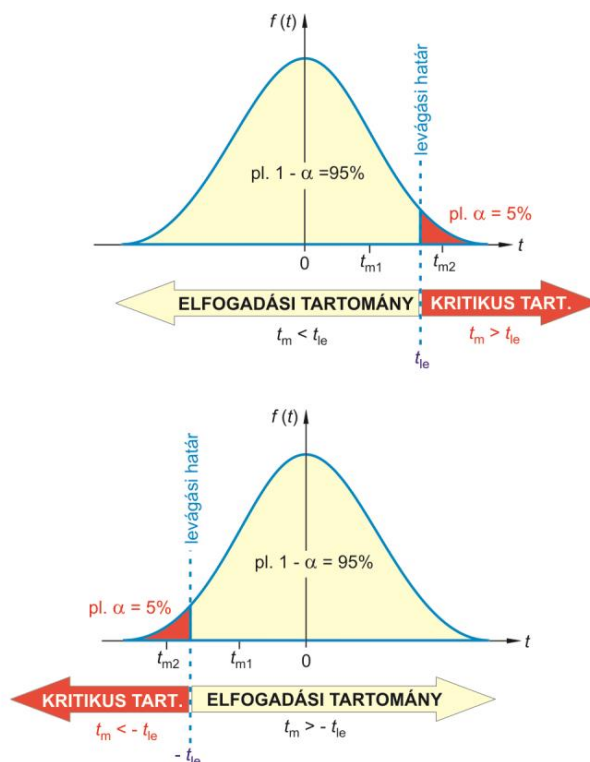 f (t)
levágási határ
pl. 1 - α =95%
pl. α = 5%
t
0
tm1
tm2
ELFOGADÁSI TARTOMÁNY
KRITIKUS TART.
tm < tle
tm > tle
tle
f (t)
levágási határ
pl. 1 - α = 95%
pl. α = 5%
t
tm2
tm1
0
KRITIKUS TART.
ELFOGADÁSI TARTOMÁNY
tm < - tle
tm > - tle
- tle